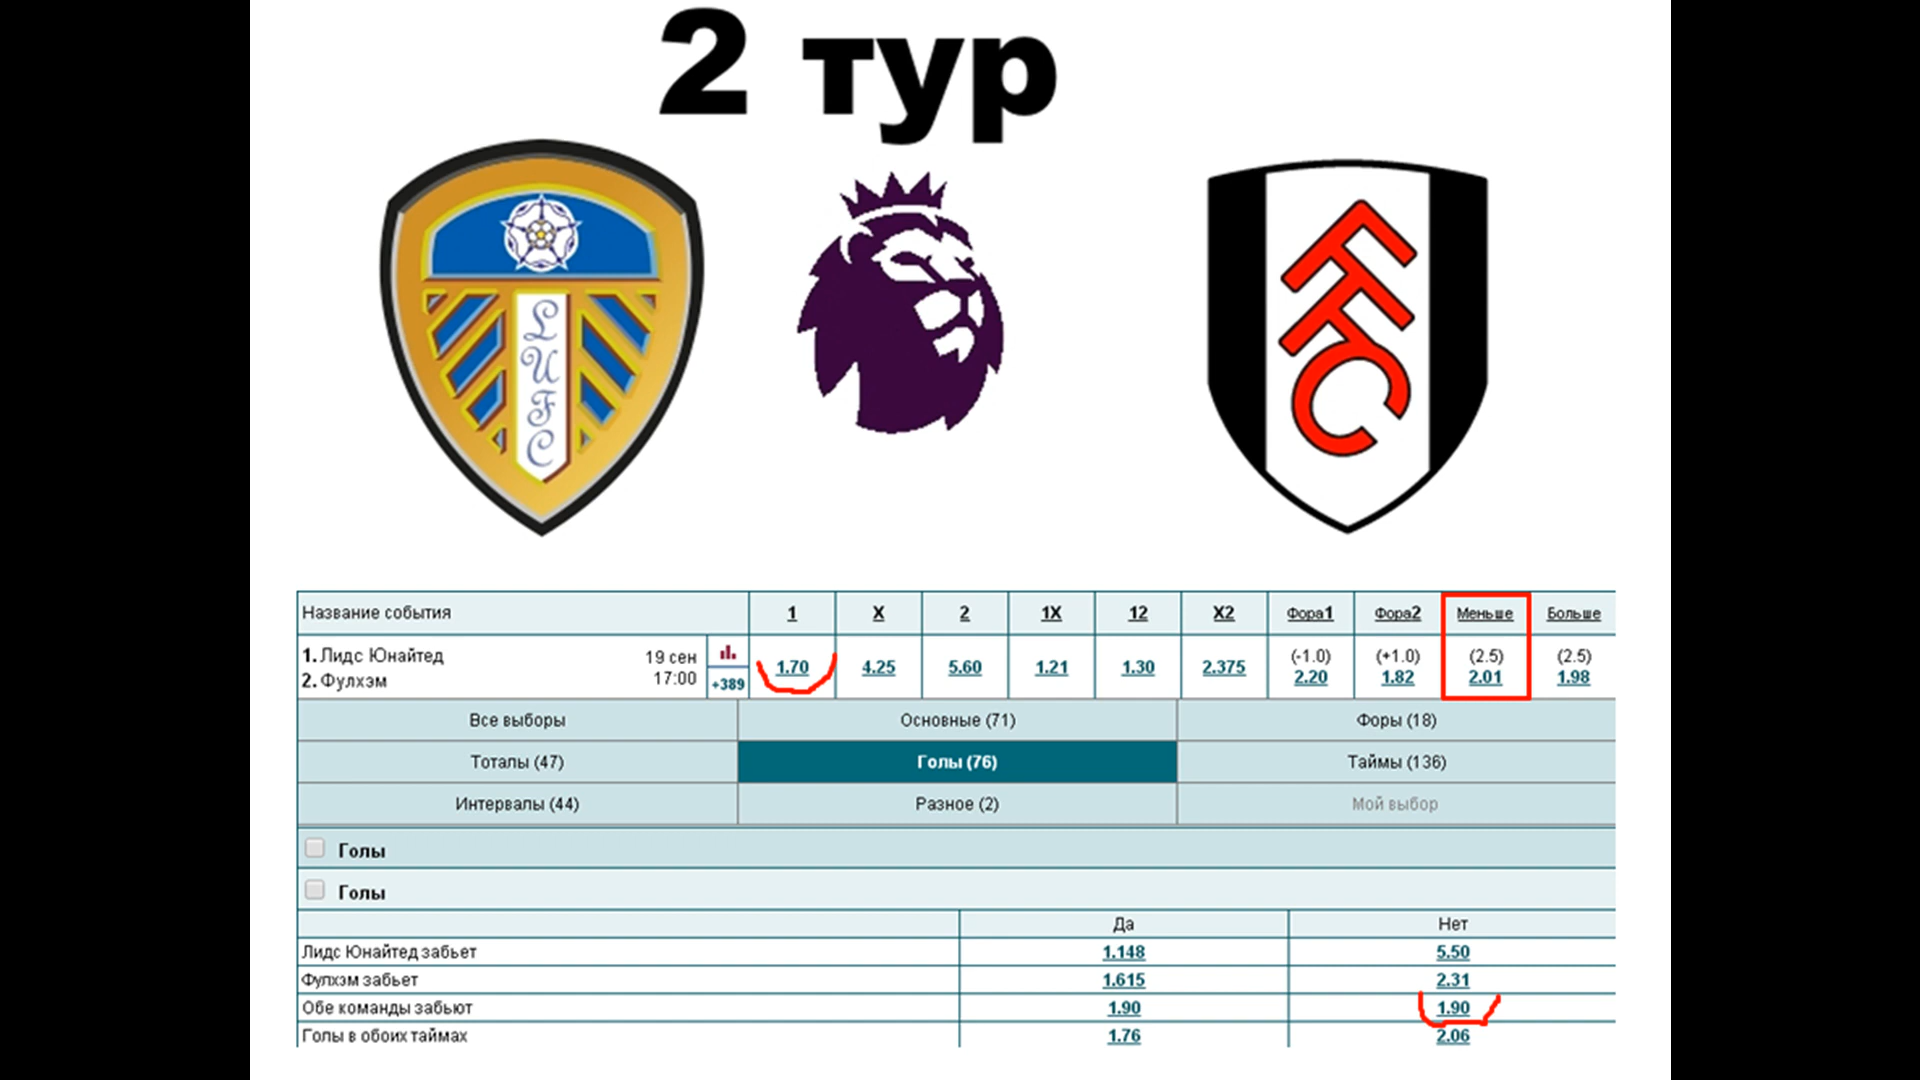 2 тур
L
U
F
C
FFC
Название события 1 X 2 1X 12 X2 Фора1 Фора2 Меньше Больше
1. Лидс Юнайтед 19 сен 1.70 4.25 5.60 1.21 1.30 2.375 (-1.0) (+1.0) (2.5) (2.5)
2. Фулхэм 17:00 +389 2.20 1.82 2.01 1.98
Все выборы Основные (71) Форы (18)
Тоталы (47) Голы (76) Таймы (136)
Интервалы (44) Разное (2) Мой выбор
Голы
Голы
Да Нет
Лидс Юнайтед забьет 1.148 5.50
Фулхэм забьет 1.615 2.31
Обе команды забьют 1.90 1.90
Голы в обоих таймах 1.76 2.06